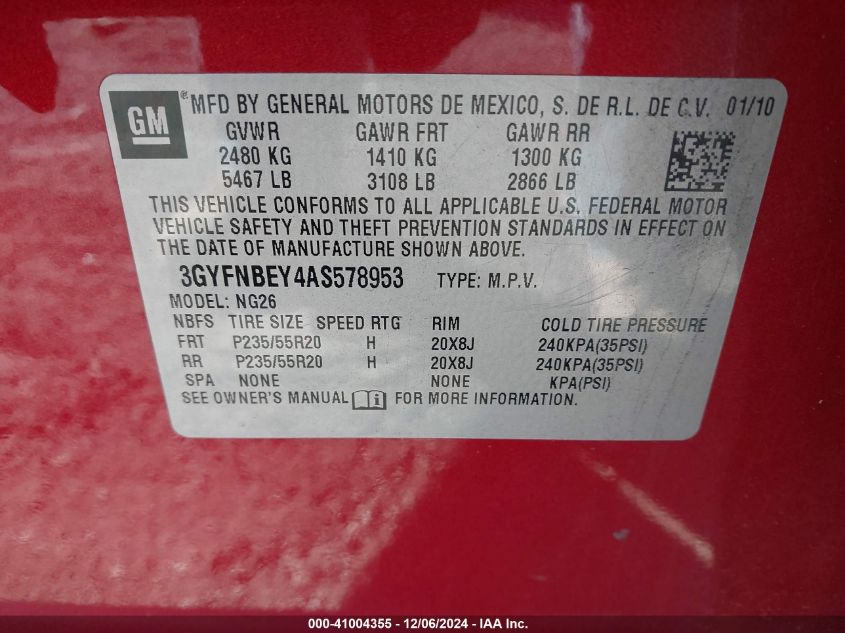 GM
® MFD BY GENERAL MOTORS DE MEXICO, S. DE R.L. DE C.V. 01/10
GVWR GAWR FRT GAWR RR
2480 KG 1410 KG 1300 KG
5467 LB 3108 LB 2866 LB
THIS VEHICLE CONFORMS TO ALL APPLICABLE U.S. FEDERAL MOTOR
VEHICLE SAFETY AND THEFT PREVENTION STANDARDS IN EFFECT ON
THE DATE OF MANUFACTURE SHOWN ABOVE.
3GYFNBEY4AS578953 TYPE: M.P.V.
MODEL: NG26
NBFS TIRE SIZE SPEED RTG RIM COLD TIRE PRESSURE
FRT P235/55R20 H 20X8J 240KPA(35PSI)
RR P235/55R20 H 20X8J 240KPA(35PSI)
SPA NONE NONE KPA(PSI)
SEE OWNER'S MANUAL FOR MORE INFORMATION.
000-41004355 - 12/06/2024 - IAA Inc.